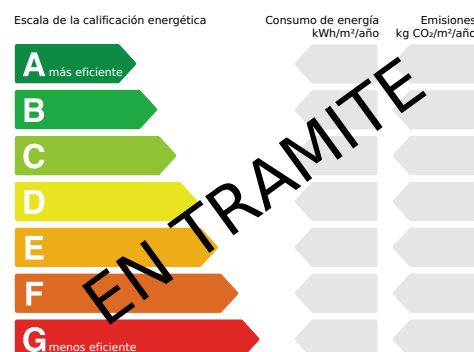 Escala de la calificación energética
Consumo de energía
kWh/m²/año
Emisiones
kg CO₂/m²/año
A más eficiente
B
C
D
E
F
G menos eficiente
EN TRAMITE